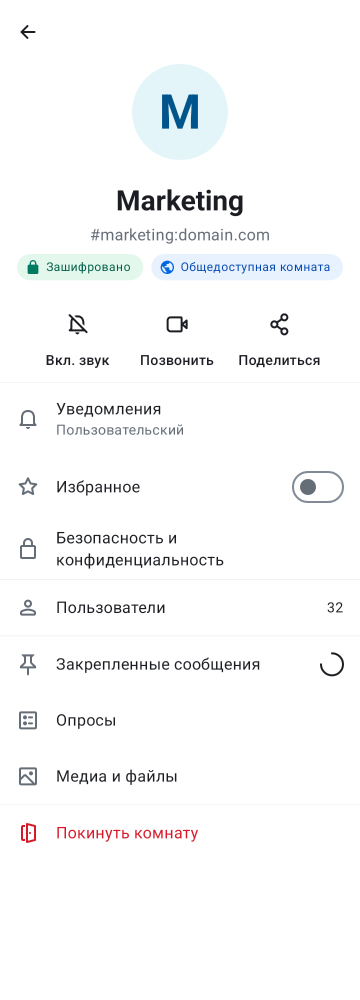 M
Marketing
#marketing:domain.com
Зашифровано
Общедоступная комната
Вкл. звук
Позвонить
Поделиться
Уведомления
Пользовательский
Избранное
Безопасность и
конфиденциальность
Пользователи
32
Закрепленные сообщения
Опросы
Медиа и файлы
Покинуть комнату